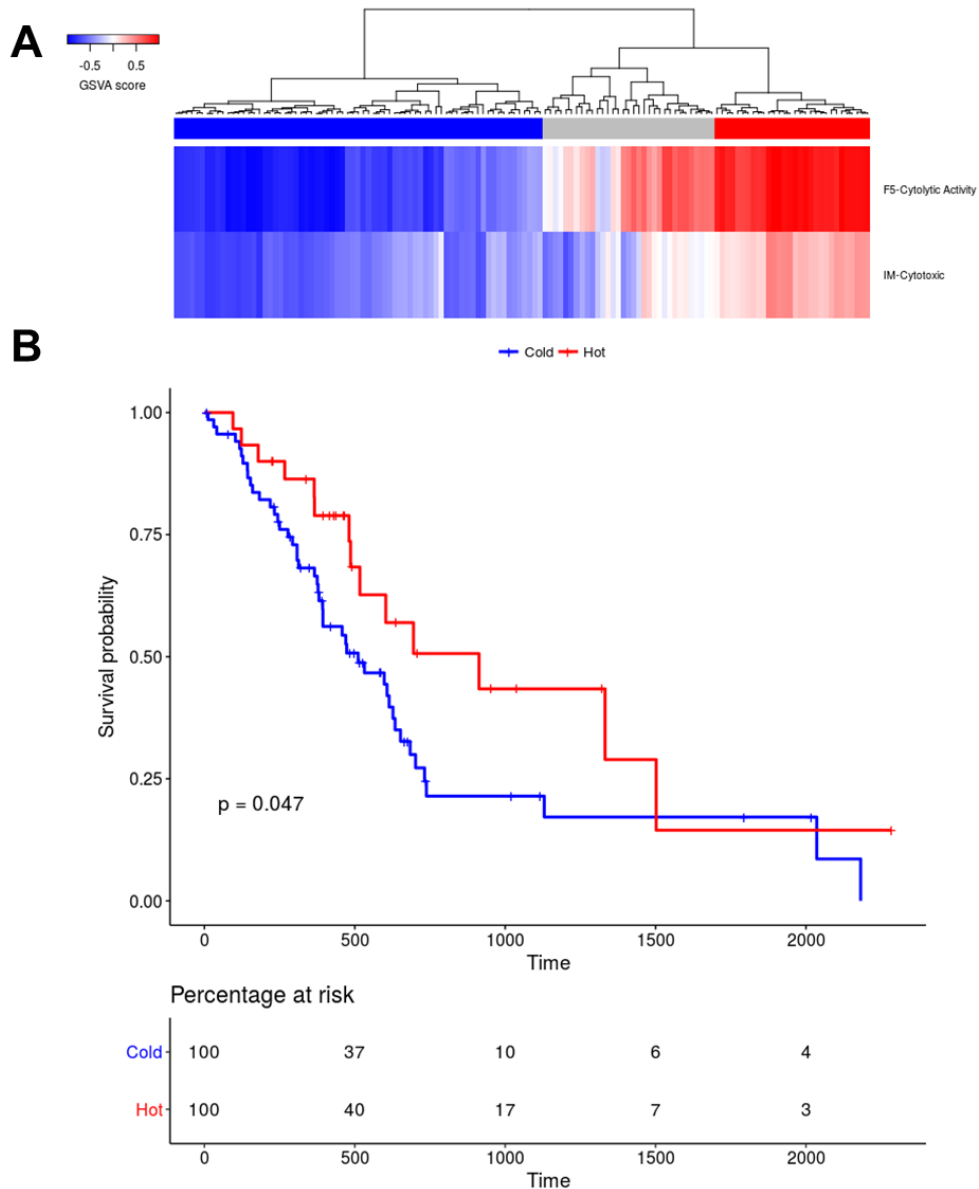 A
-0.5 0.5
GSVA score
F5-Cytolytic Activity
IM-Cytotoxic
B
Cold Hot
1.00
0.75
0.50
0.25
0.00
Survival probability
p = 0.047
0 500 1000 1500 2000
Time
Percentage at risk
Cold 100 37 10 6 4
Hot 100 40 17 7 3
0 500 1000 1500 2000
Time